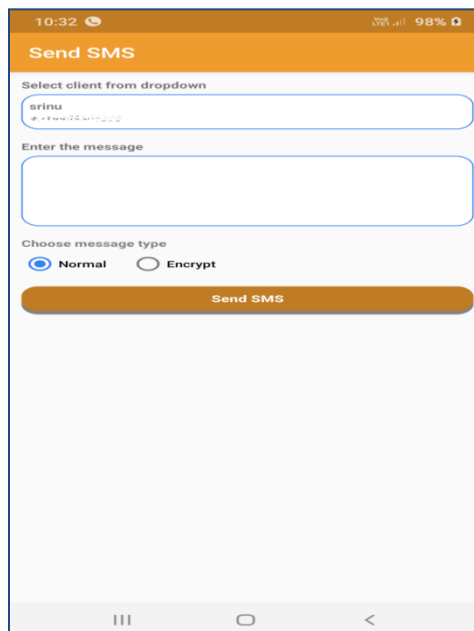 10:32 98%
Send SMS
Select client from dropdown
srinu
Enter the message
Choose message type
Normal Encrypt
Send SMS